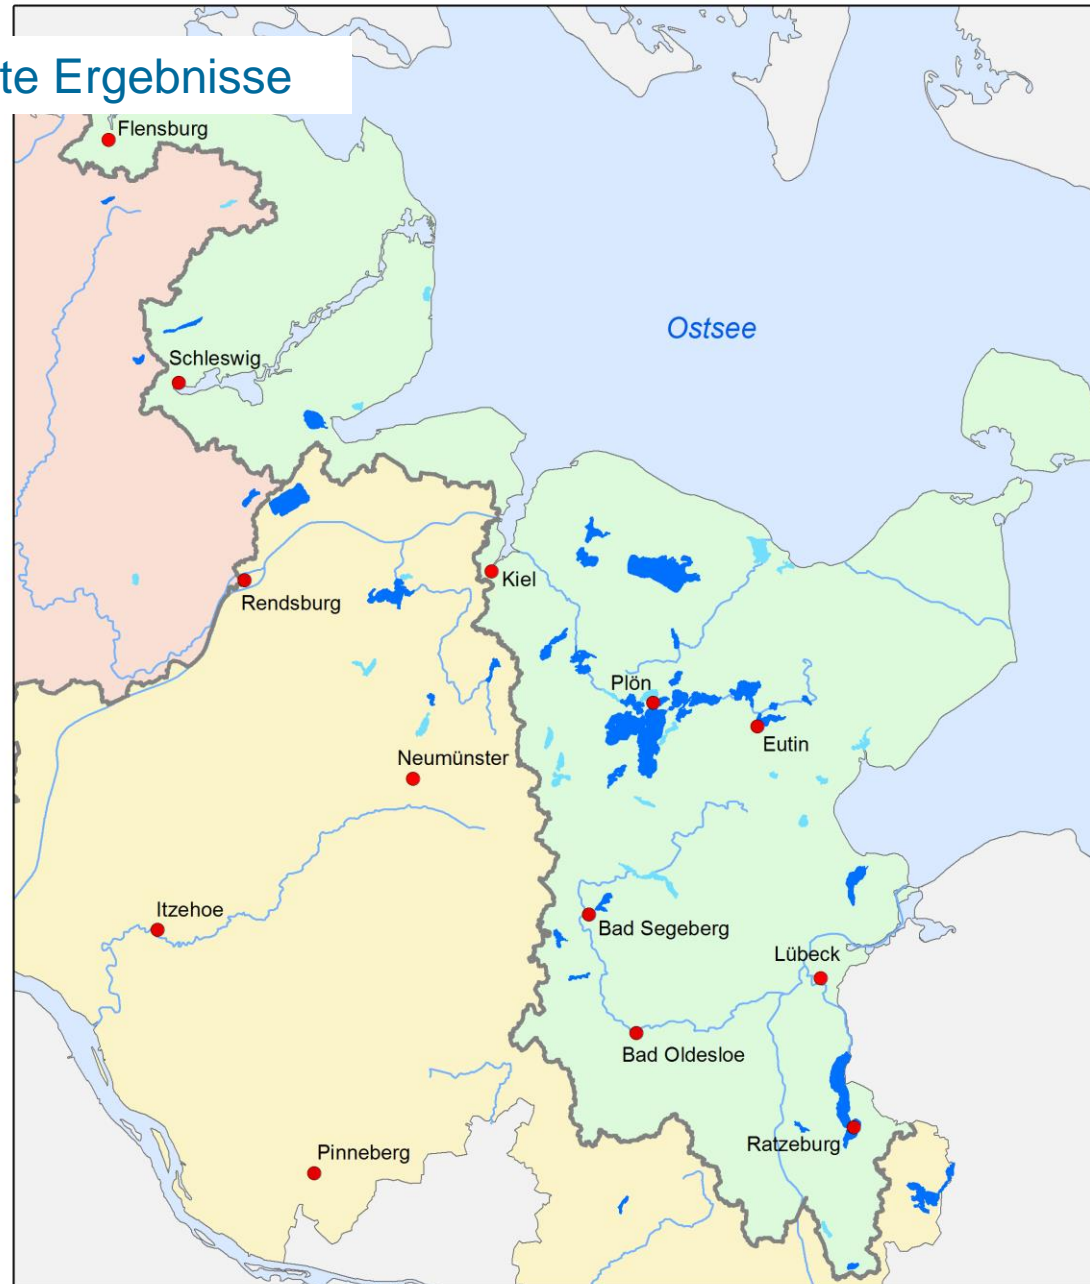 te Ergebnisse
Flensburg
Ostsee
Schleswig
Kiel
Rendsburg
Plön
Eutin
Neumünster
Itzehoe
Bad Segeberg
Lübeck
Bad Oldesloe
Ratzeburg
Pinneberg